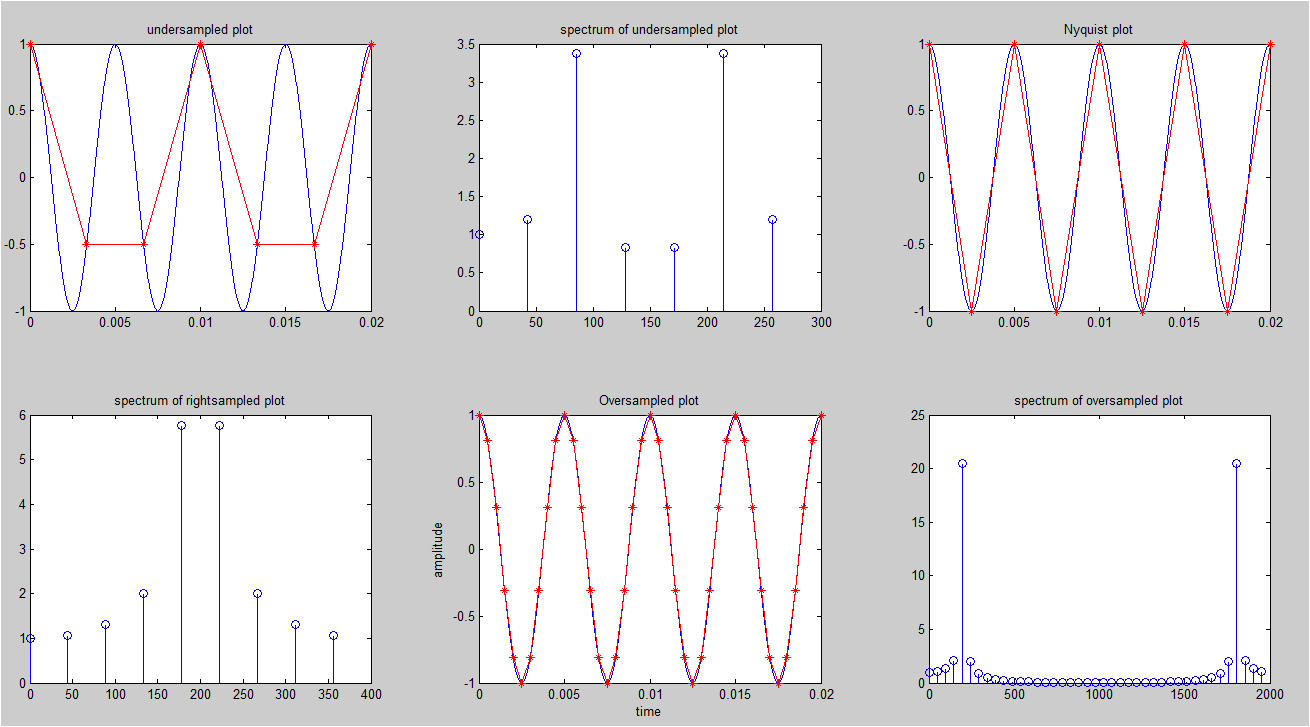 undersampled plot
1
0.5
0
-0.5
-1
0 0.005 0.01 0.015 0.02
spectrum of undersampled plot
3.5
3
2.5
2
1.5
1
0.5
0
0 50 100 150 200 250 300
Nyquist plot
1
0.5
0
-0.5
-1
0 0.005 0.01 0.015 0.02
spectrum of rightsampled plot
6
5
4
3
2
1
0
0 50 100 150 200 250 300 350 400
Oversampled plot
1
0.5
0
-0.5
-1
amplitude
0 0.005 0.01 0.015 0.02
time
spectrum of oversampled plot
25
20
15
10
5
0
0 500 1000 1500 2000